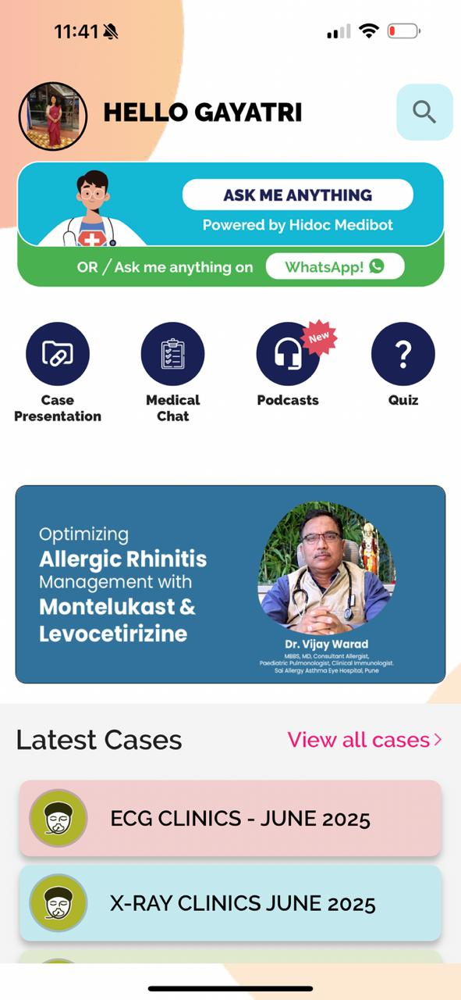 11:41
HELLO GAYATRI
ASK ME ANYTHING
Powered by Hidoc Medibot
OR / Ask me anything on WhatsApp!
Case
Presentation
Medical
Chat
New
Podcasts
?
Quiz
Optimizing
Allergic Rhinitis
Management with
Montelukast &
Levocetirizine
Dr. Vijay Warad
MBBS, MD, Consultant Allergist,
Paediatric Pulmonologist, Clinical Immunologist.
Sai Allergy Asthma Eye Hospital, Pune
Latest Cases
View all cases >
ECG CLINICS - JUNE 2025
X-RAY CLINICS JUNE 2025